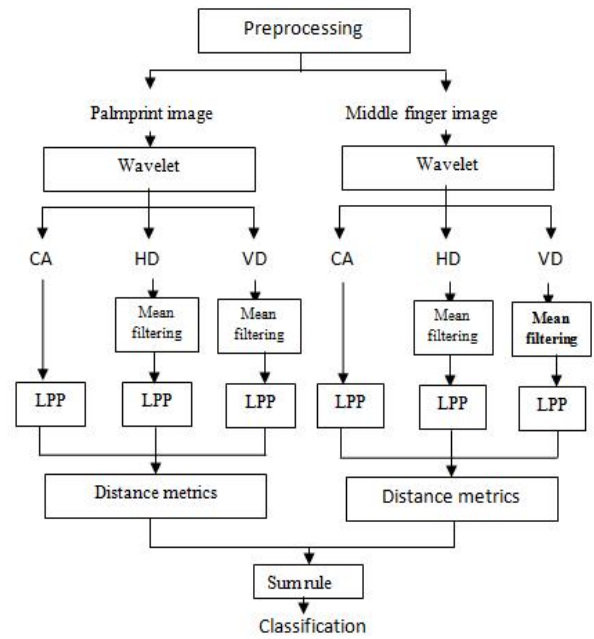 Preprocessing
Palmprint image
Middle finger image
Wavelet
Wavelet
CA
HD
VD
CA
HD
VD
Mean
filtering
Mean
filtering
Mean
filtering
Mean
filtering
LPP
LPP
LPP
LPP
LPP
LPP
Distance metrics
Distance metrics
Sum rule
Classification